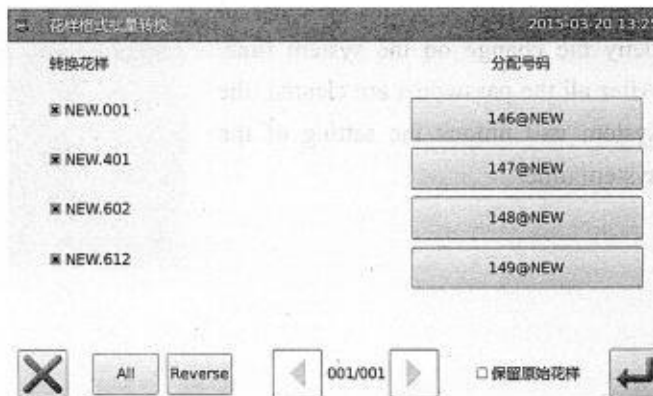 花样格式批量转换 2015-03-20 13:25
转换花样 分配号码
NEW.001 146@NEW
NEW.401 147@NEW
NEW.602 148@NEW
NEW.612 149@NEW
All Reverse 001/001 保留原始花样